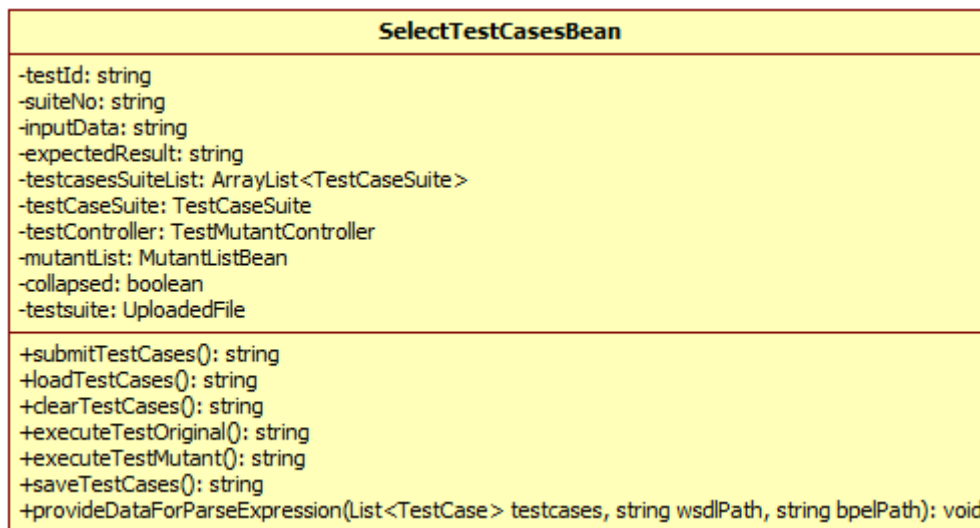 SelectTestCasesBean
-testId: string
-suiteNo: string
-inputData: string
-expectedResult: string
-testcasesSuiteList: ArrayList<TestCaseSuite>
-testCaseSuite: TestCaseSuite
-testController: TestMutantController
-mutantList: MutantListBean
-collapsed: boolean
-testsuite: UploadedFile
+submitTestCases(): string
+loadTestCases(): string
+clearTestCases(): string
+executeTestOriginal(): string
+executeTestMutant(): string
+saveTestCases(): string
+provideDataForParseExpression(List<TestCase> testcases, string wsdlPath, string bpelPath): void